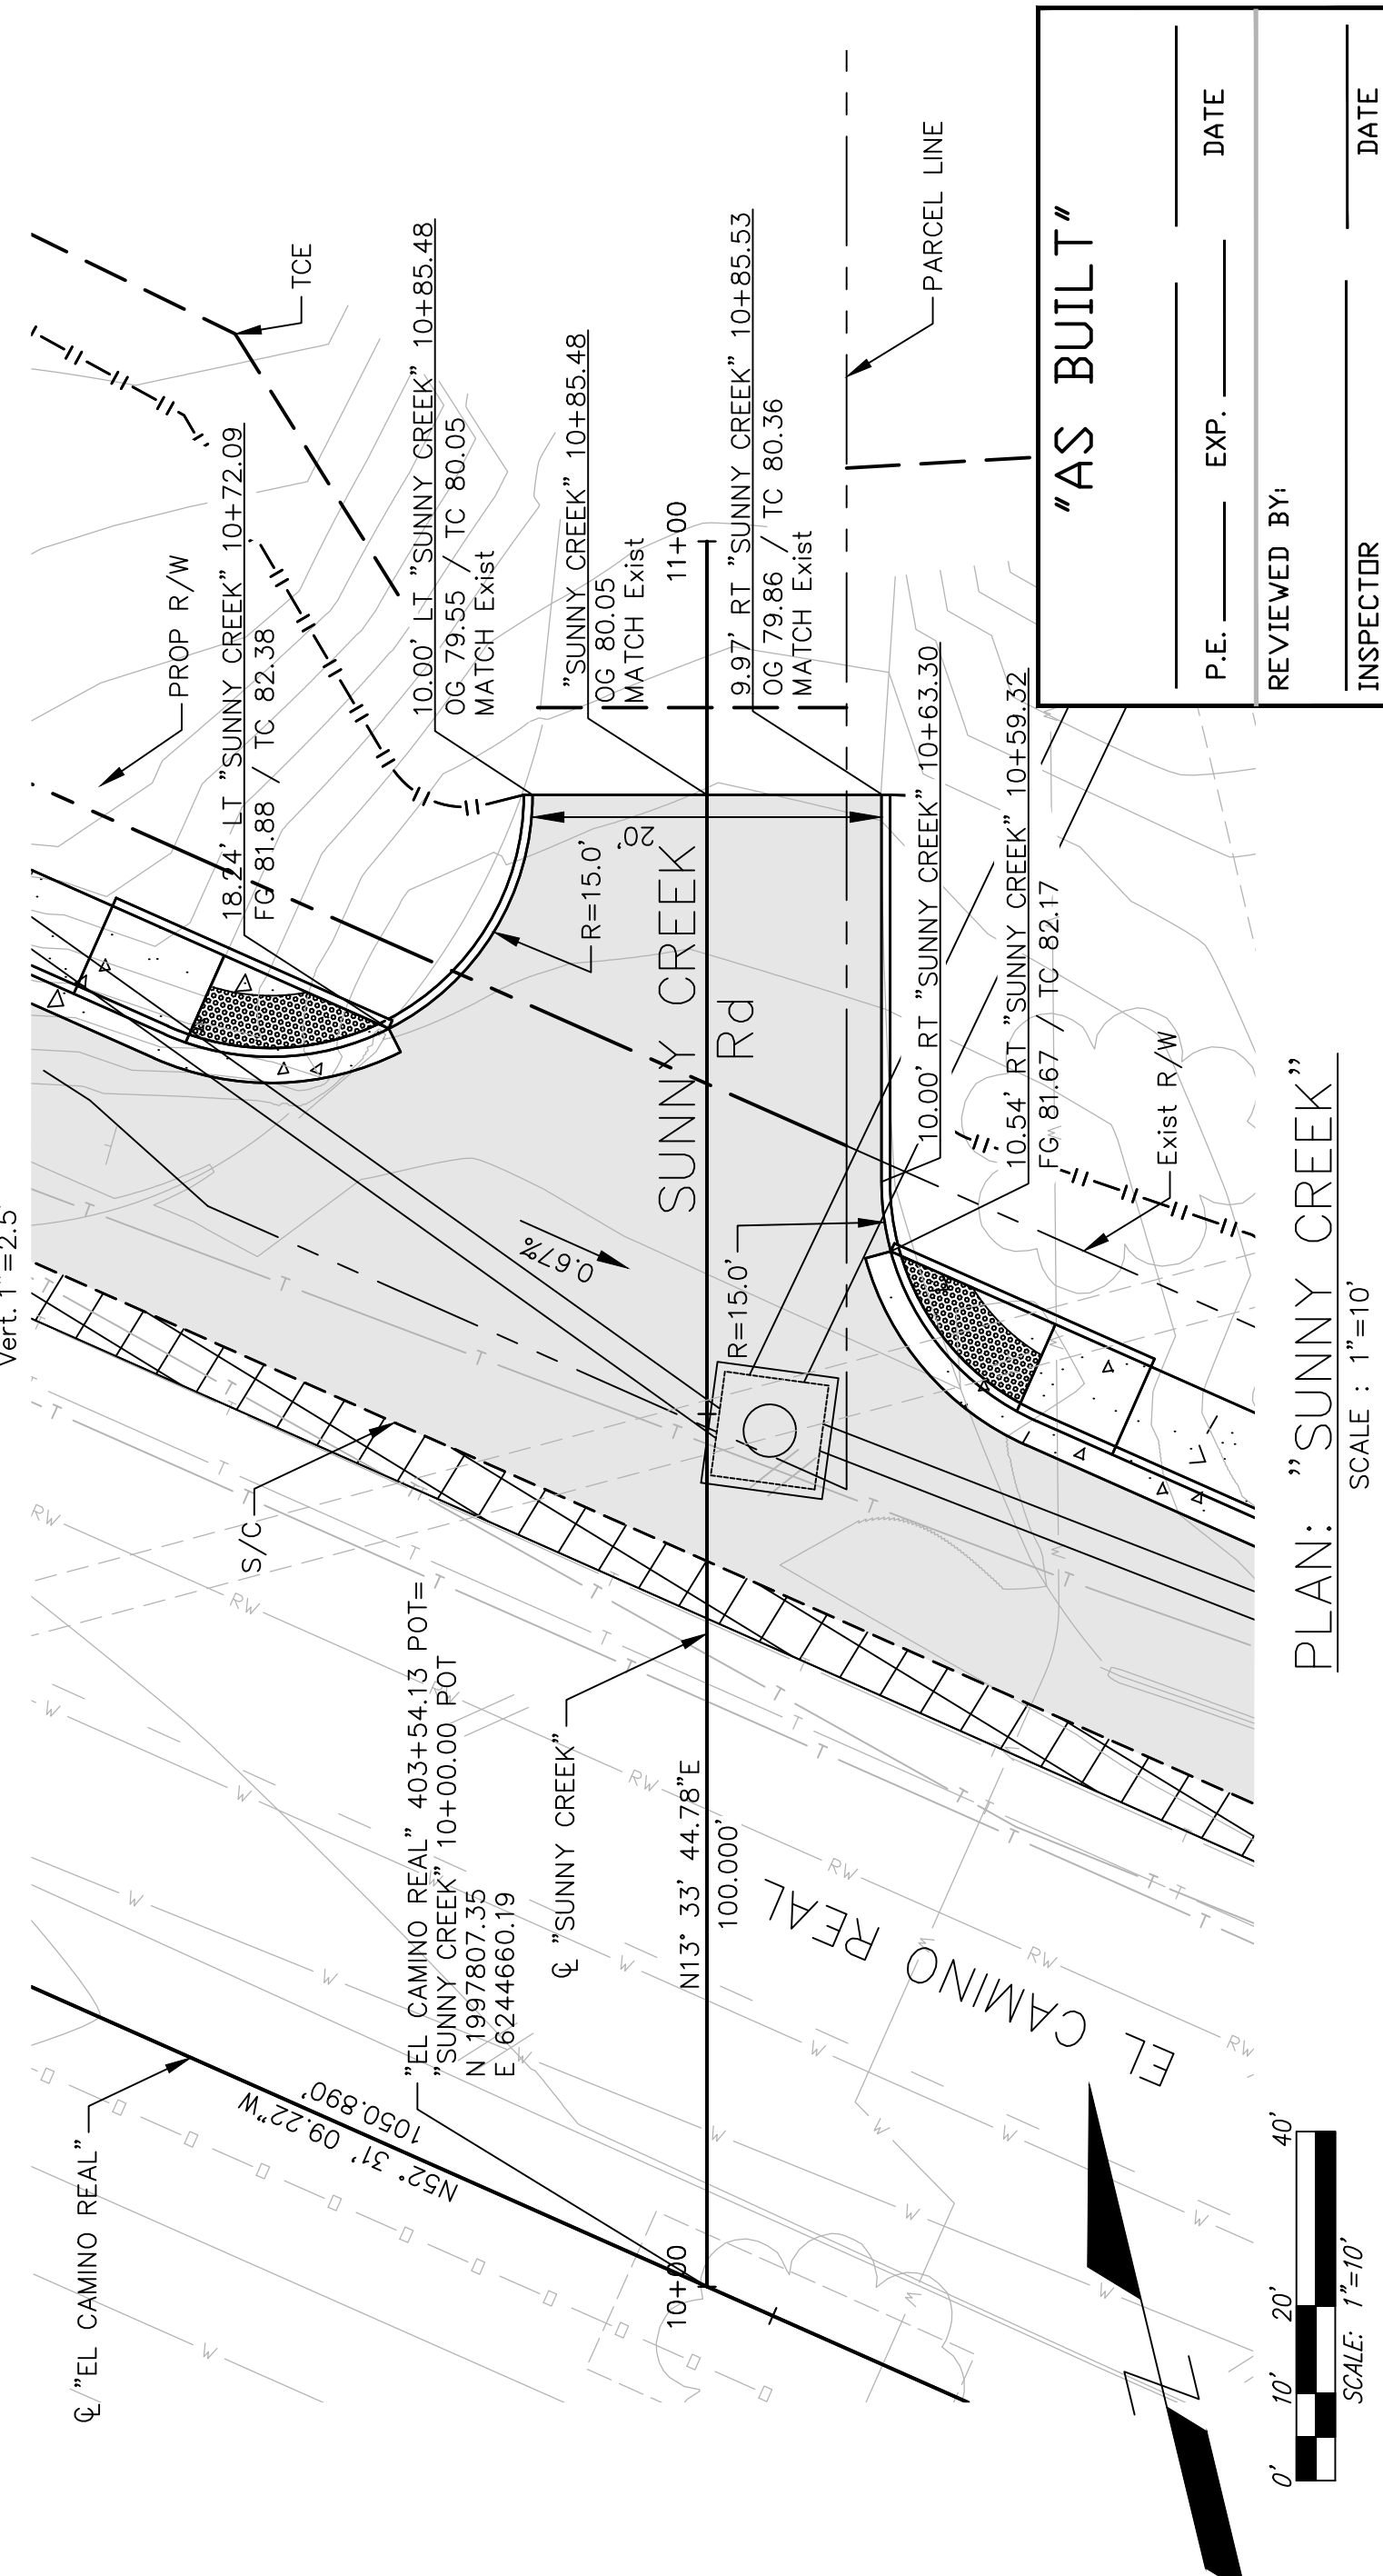 Vert. 1"=2.5'
℄ "EL CAMINO REAL"
N52° 31' 09.22"W
1050.890'
"EL CAMINO REAL" 403+54.13 POT=
"SUNNY CREEK" 10+00.00 POT
N 1997807.35
E 6244660.19
S/C
℄ "SUNNY CREEK"
10+00
N13° 33' 44.78"E
100.000'
EL CAMINO REAL
PROP R/W
TCE
18.24' LT "SUNNY CREEK" 10+72.09
FG 81.88 / TC 82.38
10.00' LT "SUNNY CREEK" 10+85.48
OG 79.55 / TC 80.05
MATCH Exist
"SUNNY CREEK" 10+85.48
OG 80.05
MATCH Exist
11+00
9.97' RT "SUNNY CREEK" 10+85.53
OG 79.86 / TC 80.36
MATCH Exist
PARCEL LINE
R=15.0'
20'
SUNNY CREEK
Rd
0.67%
R=15.0'
10.00' RT "SUNNY CREEK" 10+63.30
10.54' RT "SUNNY CREEK" 10+59.32
FG 81.67 / TC 82.17
Exist R/W
T
W
RW
PLAN: "SUNNY CREEK"
SCALE : 1"=10'
0' 10' 20' 40'
SCALE: 1"=10'
"AS BUILT"
P.E. EXP. DATE
REVIEWED BY:
INSPECTOR DATE